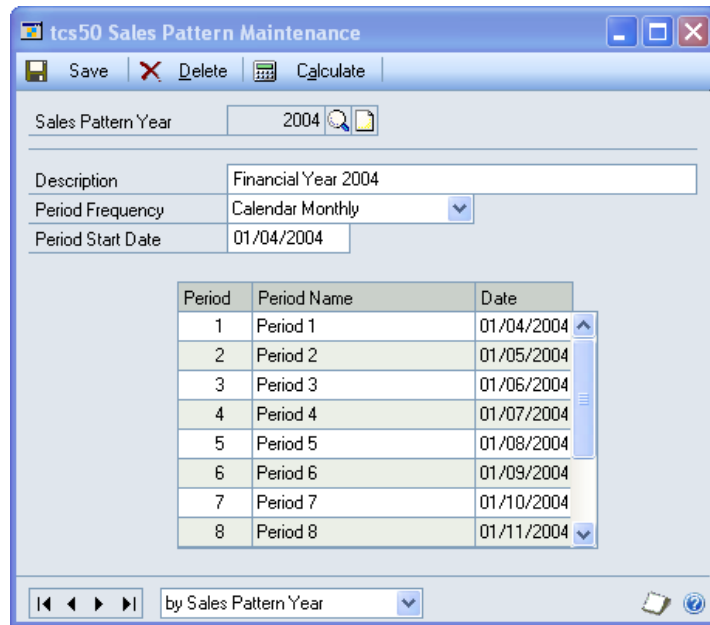 tcs50 Sales Pattern Maintenance
Save Delete Calculate
Sales Pattern Year 2004
Description Financial Year 2004
Period Frequency Calendar Monthly
Period Start Date 01/04/2004
Period Period Name Date
1 Period 1 01/04/2004
2 Period 2 01/05/2004
3 Period 3 01/06/2004
4 Period 4 01/07/2004
5 Period 5 01/08/2004
6 Period 6 01/09/2004
7 Period 7 01/10/2004
8 Period 8 01/11/2004
by Sales Pattern Year